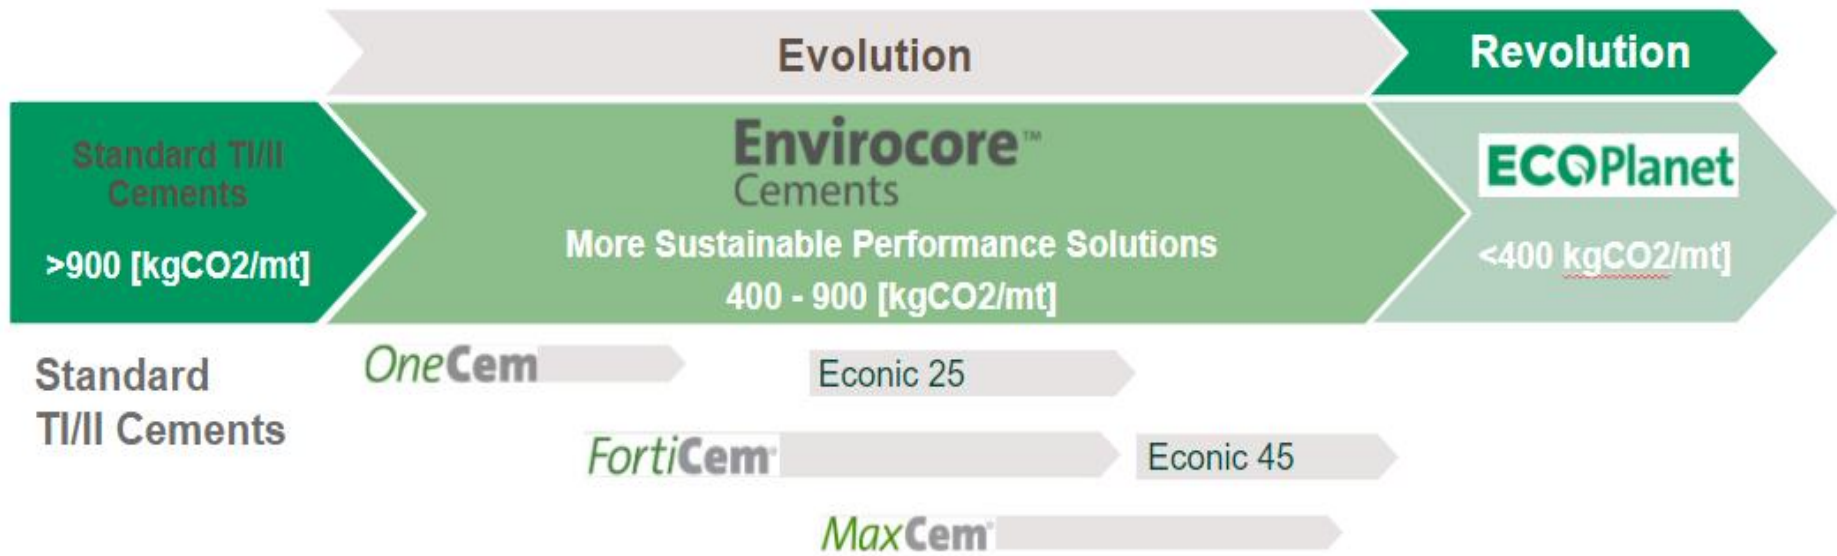 Evolution
Revolution
Standard TI/II
Cements
>900 [kgCO2/mt]
Envirocore™
Cements
More Sustainable Performance Solutions
400 - 900 [kgCO2/mt]
ECOPlanet
<400 kgCO2/mt]
Standard
TI/II Cements
OneCem
Econic 25
FortiCem®
Econic 45
MaxCem®